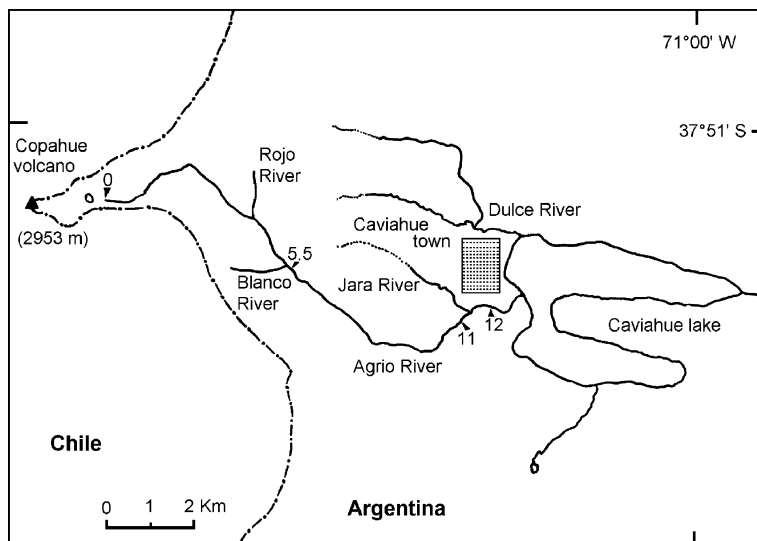 71°00' W
37°51' S
Copahue
volcano
0
(2953 m)
Rojo
River
Dulce River
Caviahue
town
5.5
Blanco
River
Jara River
11
12
Caviahue lake
Agrio River
Chile
0 1 2 Km
Argentina